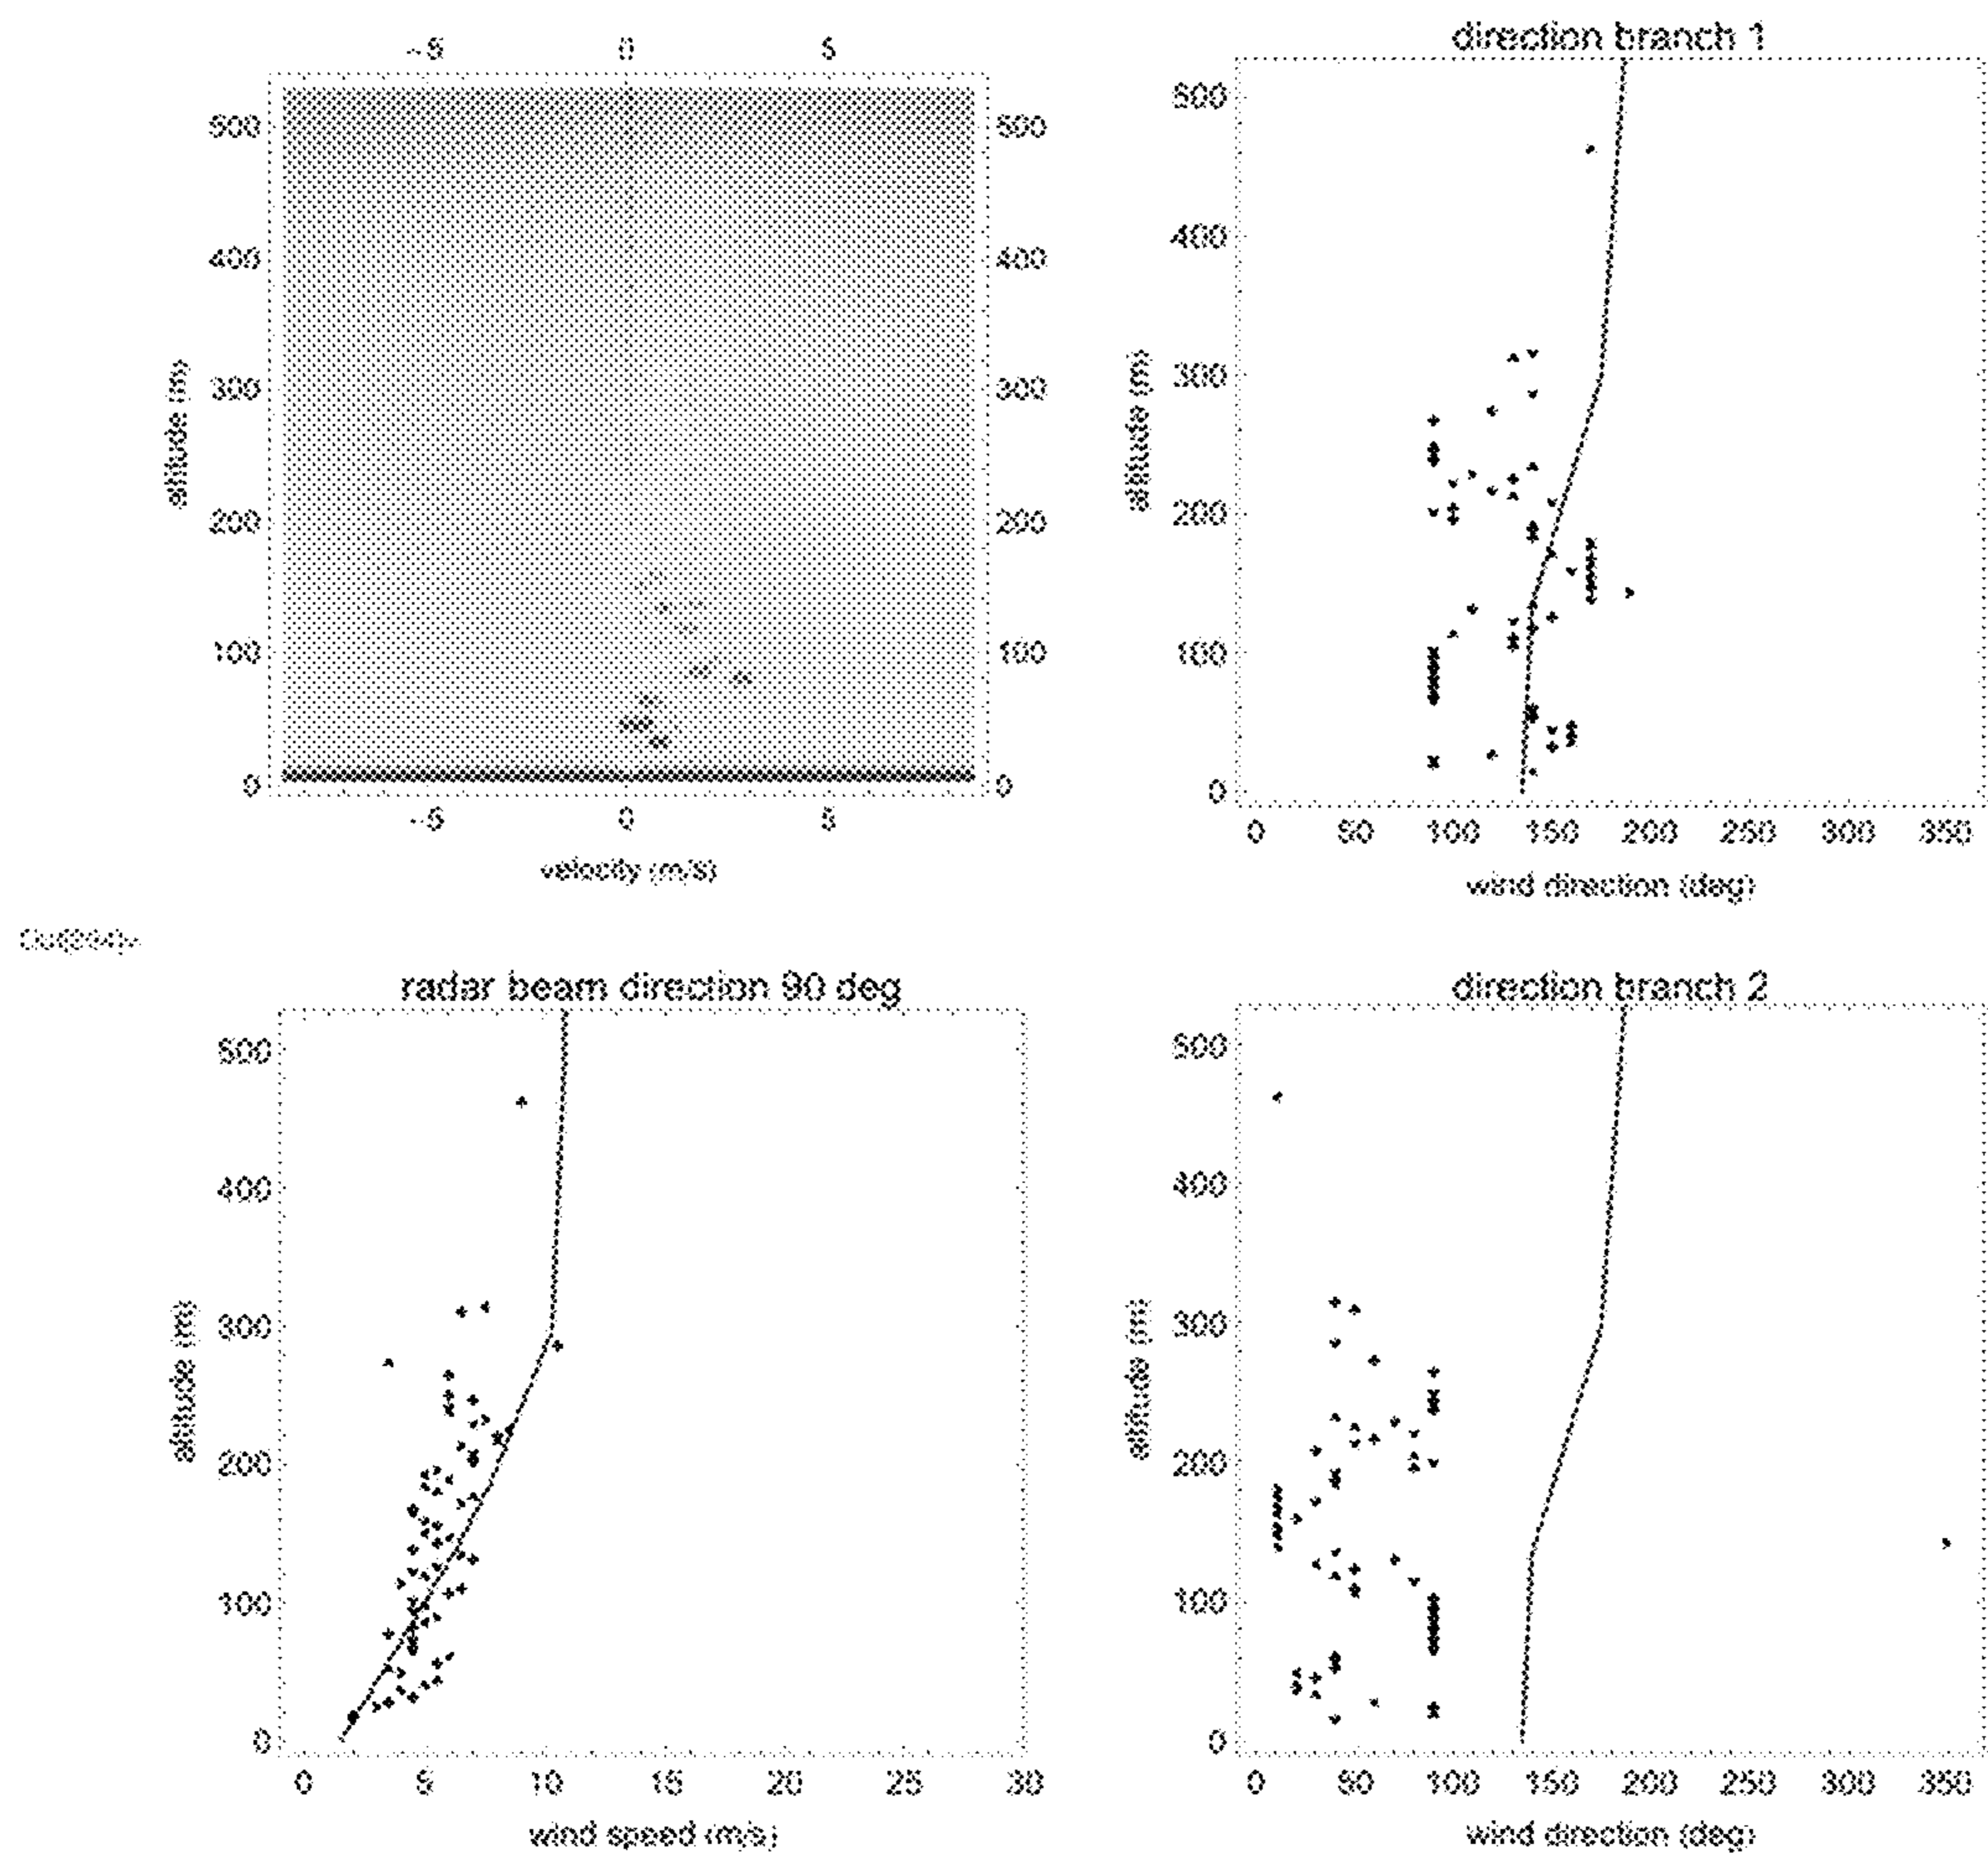 -5 0 5
500 500
400 400
300 300
200 200
100 100
0 0
altitude (m)
-5 0 5
velocity (m/s)
direction branch 1
500
400
300
200
100
0
altitude (m)
0 50 100 150 200 250 300 350
wind direction (deg)
radar beam direction 90 deg
500
400
300
200
100
0
altitude (m)
0 5 10 15 20 25 30
wind speed (m/s)
direction branch 2
500
400
300
200
100
0
altitude (m)
0 50 100 150 200 250 300 350
wind direction (deg)